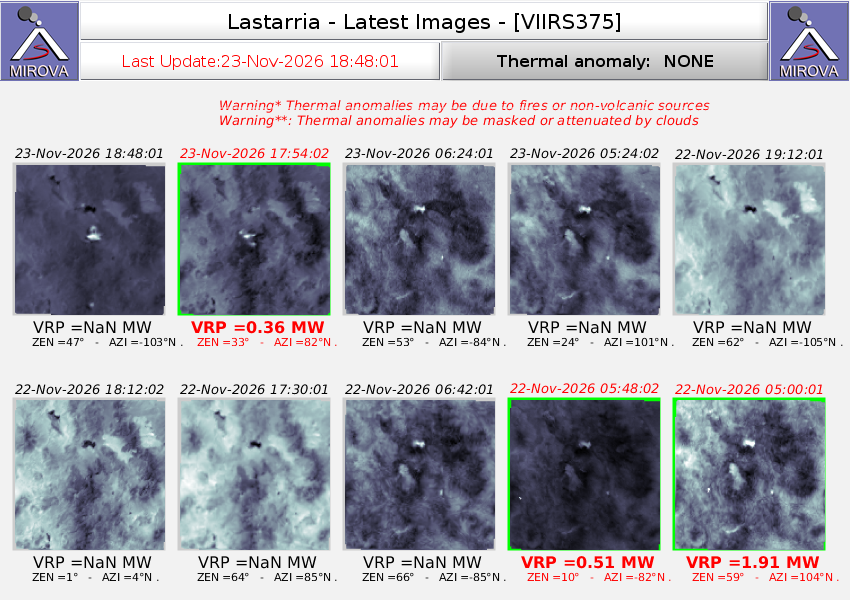 Lastarria - Latest Images - [VIIRS375]
MIROVA
MIROVA
Last Update:23-Nov-2026 18:48:01
Thermal anomaly: NONE
Warning* Thermal anomalies may be due to fires or non-volcanic sources
Warning**: Thermal anomalies may be masked or attenuated by clouds
23-Nov-2026 18:48:01
23-Nov-2026 17:54:02
23-Nov-2026 06:24:01
23-Nov-2026 05:24:02
22-Nov-2026 19:12:01
VRP =NaN MW
VRP =0.36 MW
VRP =NaN MW
VRP =NaN MW
VRP =NaN MW
ZEN =47° - AZI =-103°N .
ZEN =33° - AZI =82°N .
ZEN =53° - AZI =-84°N .
ZEN =24° - AZI =101°N .
ZEN =62° - AZI =-105°N .
22-Nov-2026 18:12:02
22-Nov-2026 17:30:01
22-Nov-2026 06:42:01
22-Nov-2026 05:48:02
22-Nov-2026 05:00:01
VRP =NaN MW
VRP =NaN MW
VRP =NaN MW
VRP =0.51 MW
VRP =1.91 MW
ZEN =1° - AZI =4°N .
ZEN =64° - AZI =85°N .
ZEN =66° - AZI =-85°N .
ZEN =10° - AZI =-82°N .
ZEN =59° - AZI =104°N .